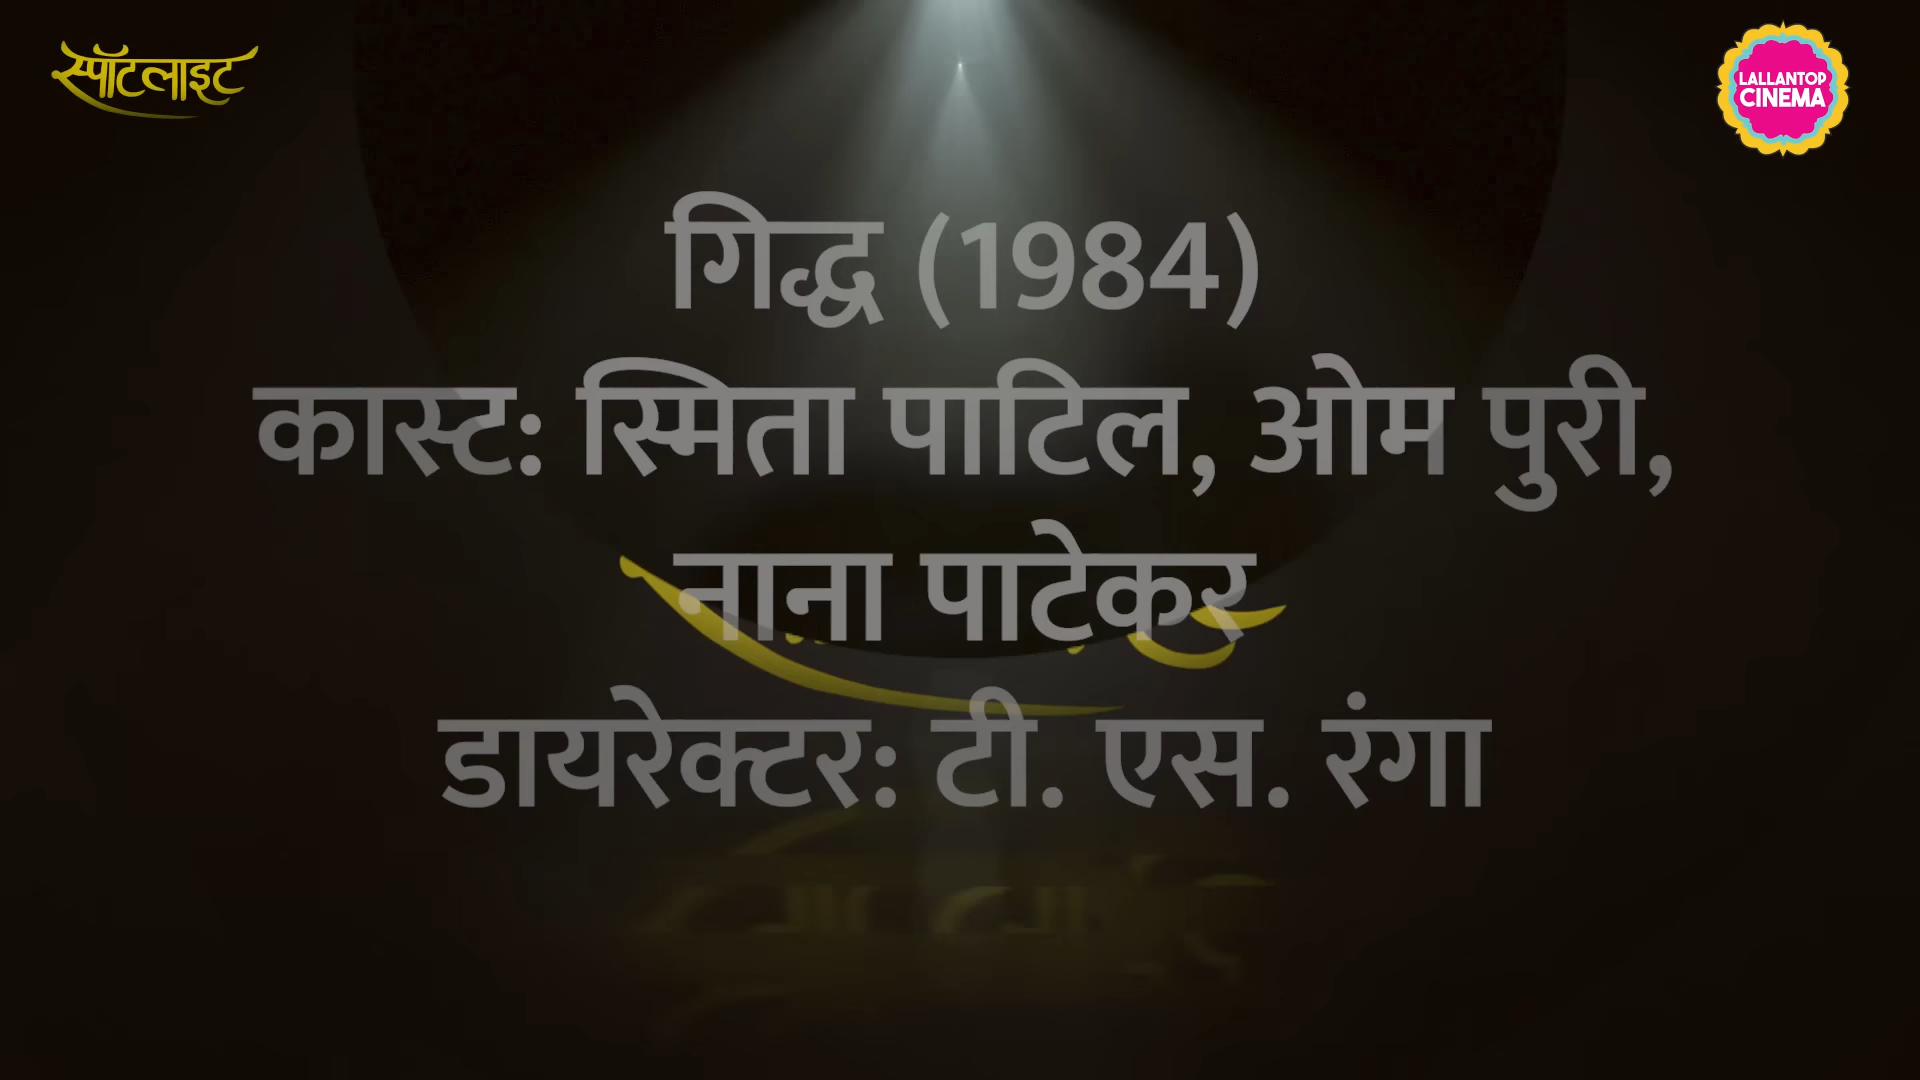 स्पॉटलाइट
LALLANTOP
CINEMA
गिद्ध (1984)
कास्ट: स्मिता पाटिल, ओम पुरी,
नाना पाटेकर
डायरेक्टर: टी. एस. रंगा